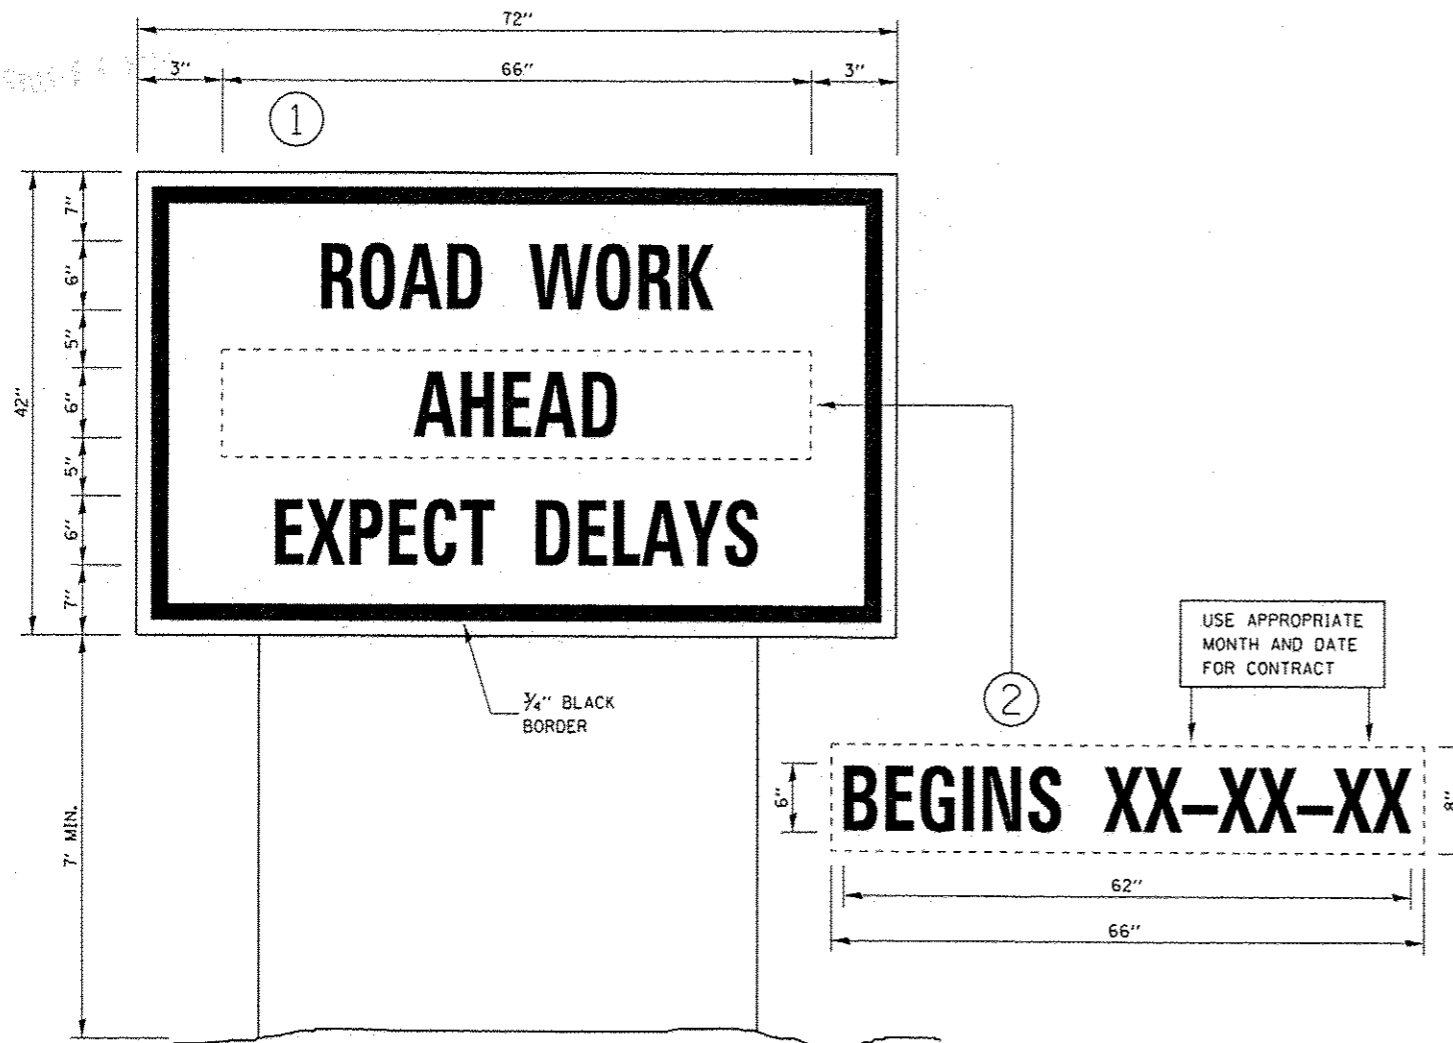 72"
3" 66" 3"
1
7"
6"
5"
6"
5"
6"
7"
42"
ROAD WORK
AHEAD
EXPECT DELAYS
3/4" BLACK
BORDER
7' MIN.
USE APPROPRIATE
MONTH AND DATE
FOR CONTRACT
2
6"
BEGINS XX-XX-XX
8"
62"
66"